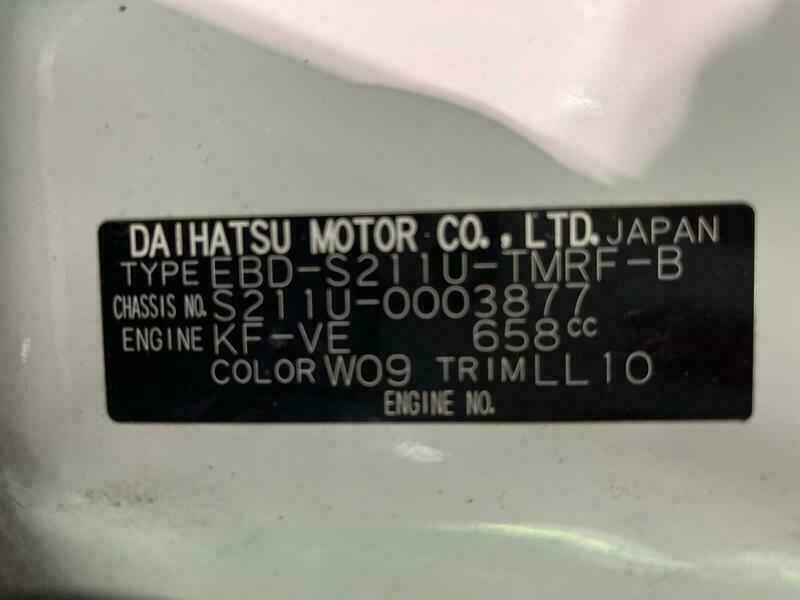 DAIHATSU MOTOR CO., LTD. JAPAN
TYPE EBD-S211U-TMRF-B
CHASSIS NO. S211U-0003877
ENGINE KF-VE 658cc
COLOR W09 TRIM LL10
ENGINE NO.